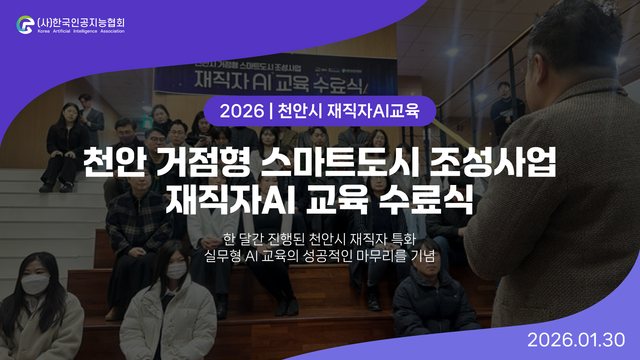 (사)한국인공지능협회
Korea Artificial Intelligence Association
재직자 AI 교육 수료식
2026 | 천안시 재직자AI교육
천안 거점형 스마트도시 조성사업
재직자AI 교육 수료식
한 달간 진행된 천안시 재직자 특화
실무형 AI 교육의 성공적인 마무리를 기념
2026.01.30